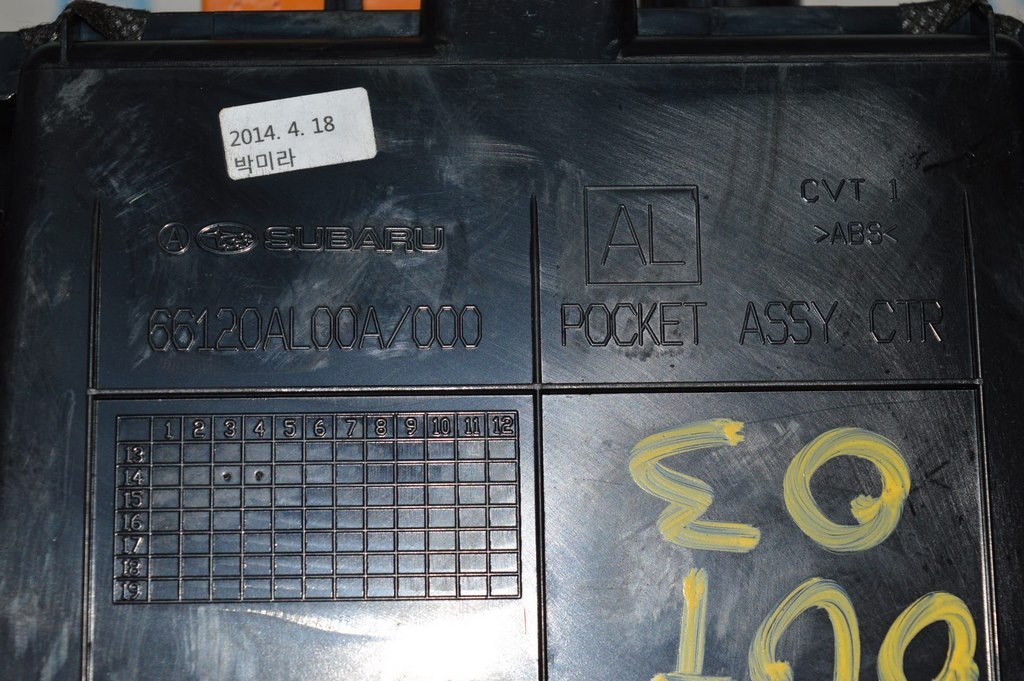 2014. 4. 18
박미라
A SUBARU
66120AL00A/000
AL
CVT 1
>ABS<
POCKET ASSY CTR
1 2 3 4 5 6 7 8 9 10 11 12
13
14
15
16
17
18
19